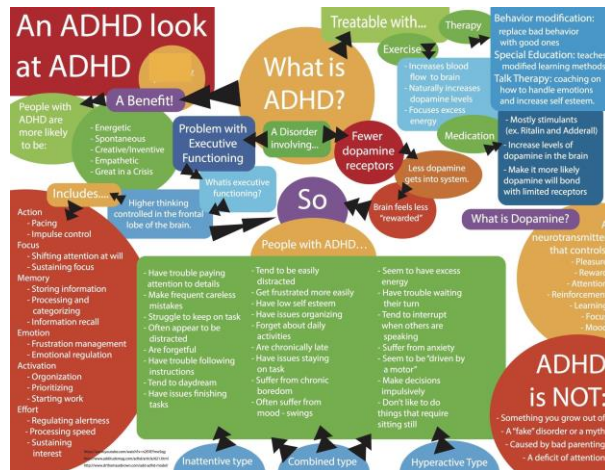 An ADHD look
at ADHD
What is
ADHD?
A Benefit!
People with
ADHD are
more likely
to be:
- Energetic
- Spontaneous
- Creative/Inventive
- Empathetic
- Great in a Crisis
Treatable with...
Exercise
- Increases blood
flow to brain
- Naturally increases
dopamine levels
- Focuses excess
energy
Therapy
Behavior modification:
replace bad behavior
with good ones
Special Education: teaches
modified learning methods
Talk Therapy: coaching on
how to handle emotions
and increase self esteem.
Medication
- Mostly stimulants
(ex. Ritalin and Adderall)
- Increase levels of
dopamine in the brain
- Make it more likely
dopamine will bond
with limited receptors
A Disorder
involving...
Problem with
Executive
Functioning
Whatis executive
functioning?
Higher thinking
controlled in the frontal
lobe of the brain.
Includes....
Action
- Pacing
- Impulse control
Focus
- Shifting attention at will
- Sustaining focus
Memory
- Storing information
- Processing and
categorizing
- Information recall
Emotion
- Frustration management
- Emotional regulation
Activation
- Organization
- Prioritizing
- Starting work
Effort
- Regulating alertness
- Processing speed
- Sustaining
interest
Fewer
dopamine
receptors
Less dopamine
gets into system.
Brain feels less
"rewarded"
So
People with ADHD...
- Have trouble paying
attention to details
- Make frequent careless
mistakes
- Struggle to keep on task
- Often appear to be
distracted
- Are forgetful
- Have trouble following
instructions
- Tend to daydream
- Have issues finishing
tasks
- Tend to be easily
distracted
- Get frustrated more easily
- Have low self esteem
- Have issues organizing
- Forget about daily
activities
- Are chronically late
- Have issues staying
on task
- Suffer from chronic
boredom
- Often suffer from
mood - swings
- Seem to have excess
energy
- Have trouble waiting
their turn
- Tend to interrupt
when others are
speaking
- Suffer from anxiety
- Seem to be "driven by
a motor"
- Make decisions
impulsively
- Don't like to do
things that require
sitting still
Inattentive type
Combined type
Hyperactive Type
What is Dopamine?
A
neurotransmitter
that controls
- Pleasure
- Reward
- Attention
- Reinforcement
- Learning
- Focus
- Mood
ADHD
is NOT:
- Something you grow out of
- A "fake" disorder or a myth
- Caused by bad parenting
- A deficit of attention